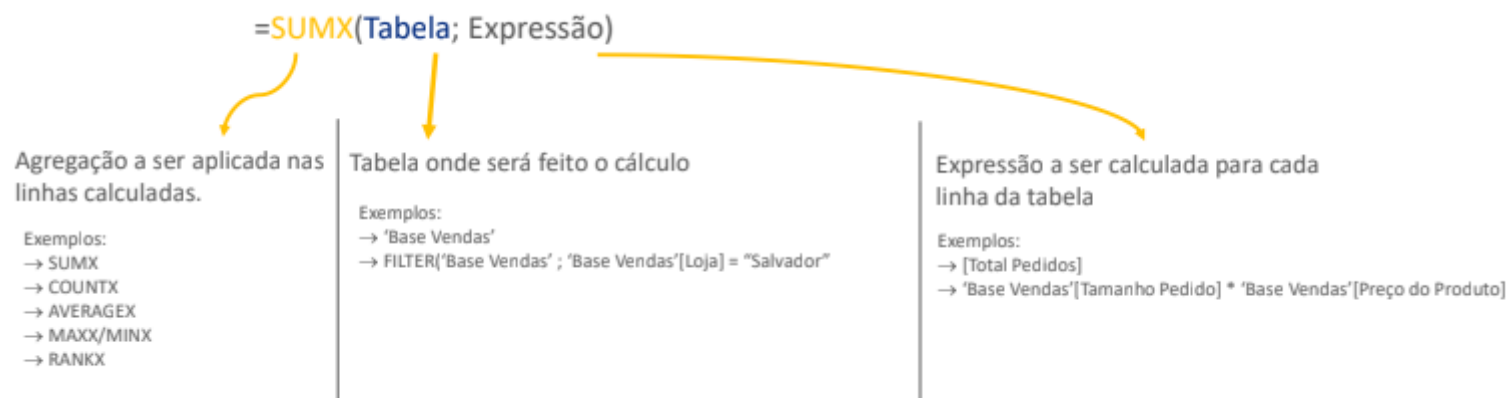 =SUMX(Tabela; Expressão)
Agregação a ser aplicada nas
linhas calculadas.
Exemplos:
→ SUMX
→ COUNTX
→ AVERAGEX
→ MAXX/MINX
→ RANKX
Tabela onde será feito o cálculo
Exemplos:
→ ‘Base Vendas’
→ FILTER(‘Base Vendas’ ; ‘Base Vendas’[Loja] = “Salvador”
Expressão a ser calculada para cada
linha da tabela
Exemplos:
→ [Total Pedidos]
→ ‘Base Vendas’[Tamanho Pedido] * ‘Base Vendas’[Preço do Produto]